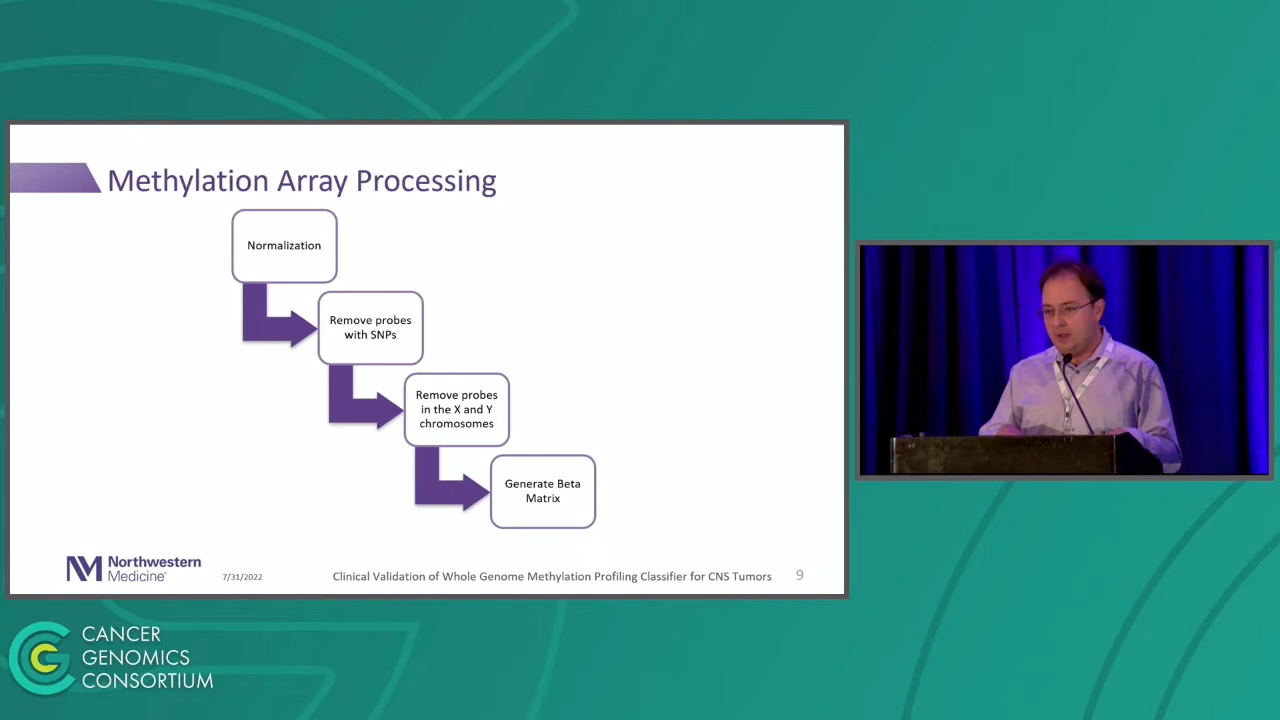 Methylation Array Processing
Normalization
Remove probes
with SNPs
Remove probes
in the X and Y
chromosomes
Generate Beta
Matrix
NM Northwestern
Medicine®
7/31/2022
Clinical Validation of Whole Genome Methylation Profiling Classifier for CNS Tumors
9
CANCER
GENOMICS
CONSORTIUM